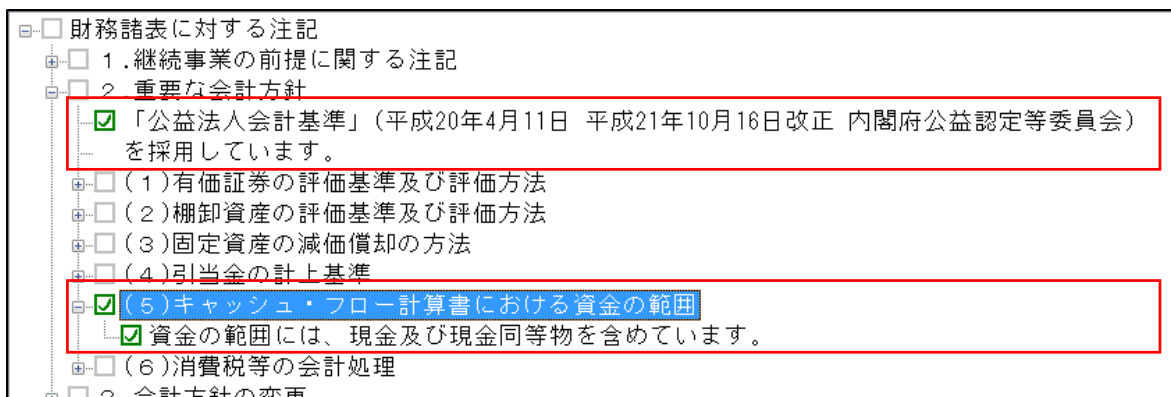 財務諸表に対する注記
１.継続事業の前提に関する注記
２.重要な会計方針
「公益法人会計基準」(平成20年4月11日 平成21年10月16日改正 内閣府公益認定等委員会)
を採用しています。
(１)有価証券の評価基準及び評価方法
(２)棚卸資産の評価基準及び評価方法
(３)固定資産の減価償却の方法
(４)引当金の計上基準
(５)キャッシュ・フロー計算書における資金の範囲
資金の範囲には、現金及び現金同等物を含めています。
(６)消費税等の会計処理
３.会計方針の変更